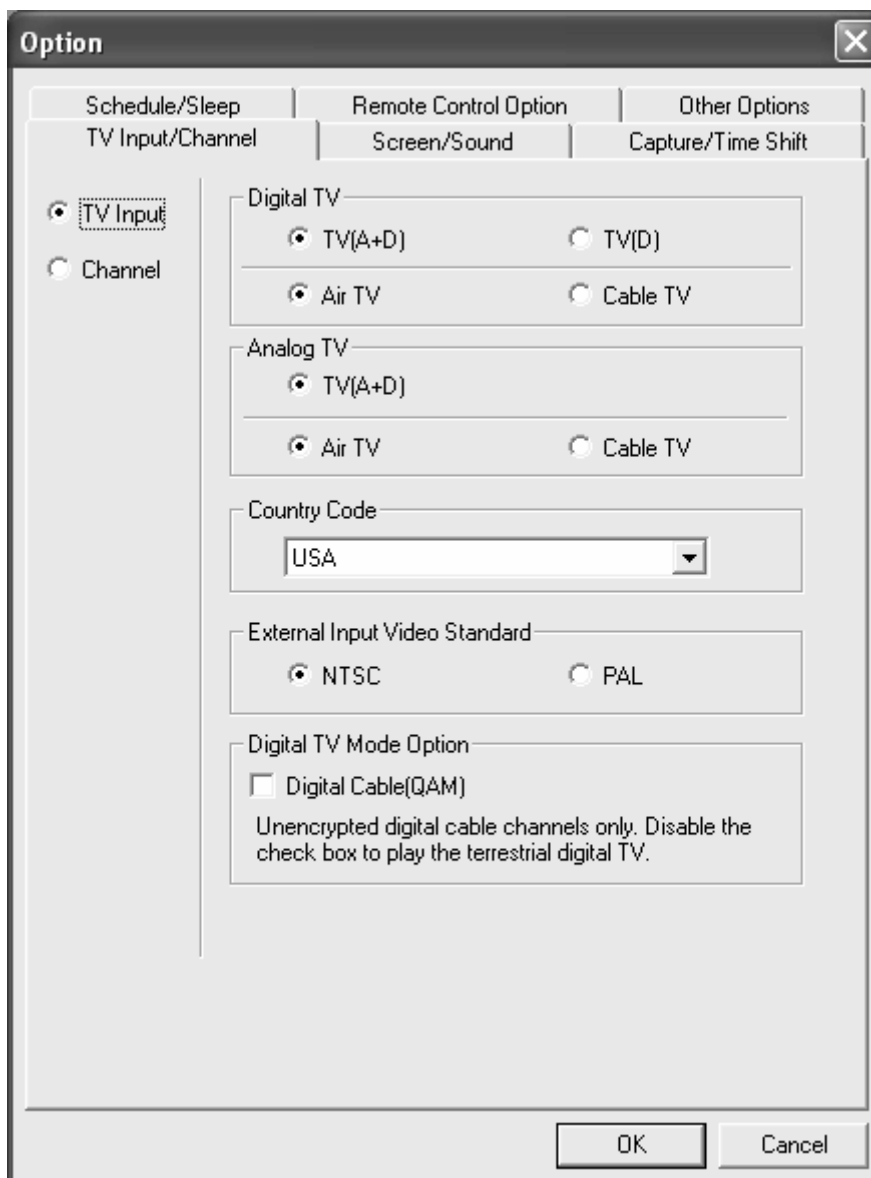 Option
Schedule/Sleep Remote Control Option Other Options
TV Input/Channel Screen/Sound Capture/Time Shift
TV Input
Channel
Digital TV
TV(A+D) TV(D)
Air TV Cable TV
Analog TV
TV(A+D)
Air TV Cable TV
Country Code
USA
External Input Video Standard
NTSC PAL
Digital TV Mode Option
Digital Cable(QAM)
Unencrypted digital cable channels only. Disable the
check box to play the terrestrial digital TV.
OK Cancel